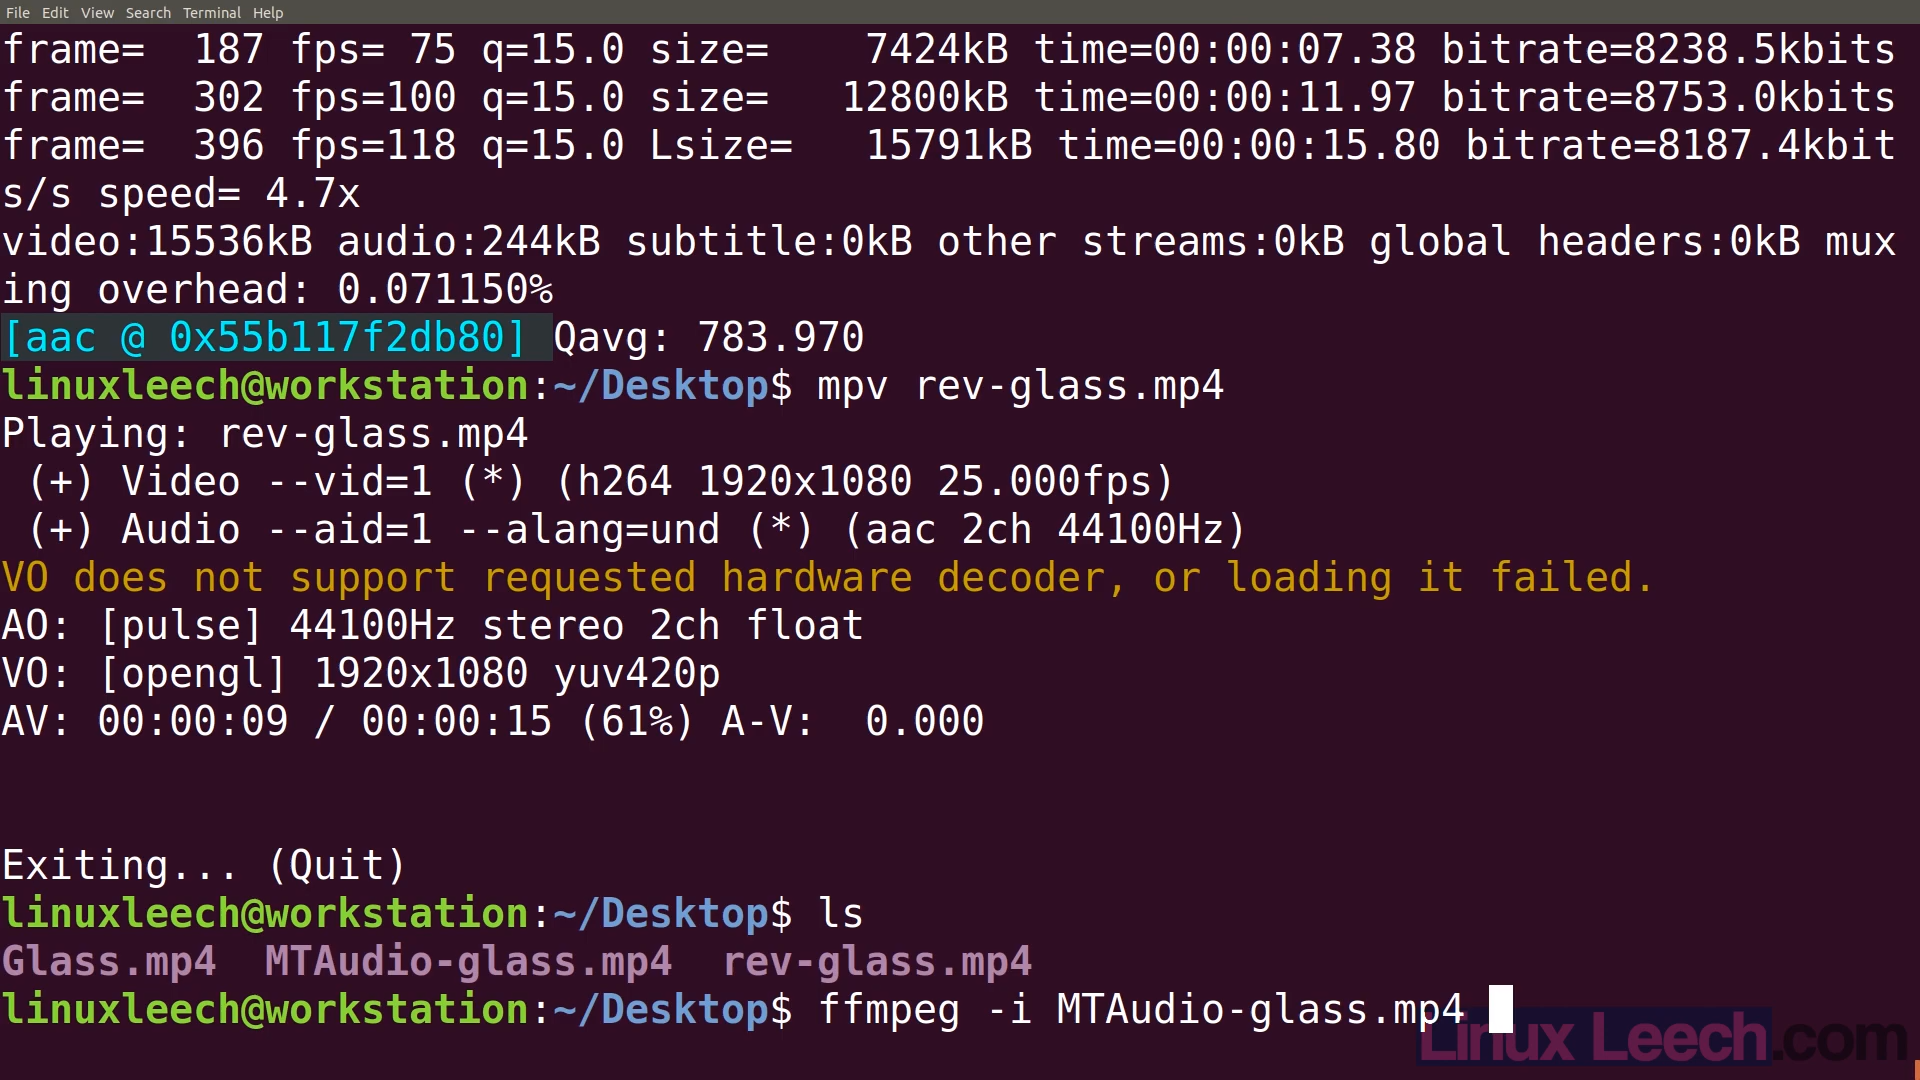 File Edit View Search Terminal Help
frame=  187 fps= 75 q=15.0 size=    7424kB time=00:00:07.38 bitrate=8238.5kbits
frame=  302 fps=100 q=15.0 size=   12800kB time=00:00:11.97 bitrate=8753.0kbits
frame=  396 fps=118 q=15.0 Lsize=   15791kB time=00:00:15.80 bitrate=8187.4kbit
s/s speed= 4.7x
video:15536kB audio:244kB subtitle:0kB other streams:0kB global headers:0kB mux
ing overhead: 0.071150%
[aac @ 0x55b117f2db80] Qavg: 783.970
linuxleech@workstation:~/Desktop$ mpv rev-glass.mp4
Playing: rev-glass.mp4
 (+) Video --vid=1 (*) (h264 1920x1080 25.000fps)
 (+) Audio --aid=1 --alang=und (*) (aac 2ch 44100Hz)
VO does not support requested hardware decoder, or loading it failed.
AO: [pulse] 44100Hz stereo 2ch float
VO: [opengl] 1920x1080 yuv420p
AV: 00:00:09 / 00:00:15 (61%) A-V:  0.000
Exiting... (Quit)
linuxleech@workstation:~/Desktop$ ls
Glass.mp4  MTAudio-glass.mp4  rev-glass.mp4
linuxleech@workstation:~/Desktop$ ffmpeg -i MTAudio-glass.mp4
Linux Leech.com